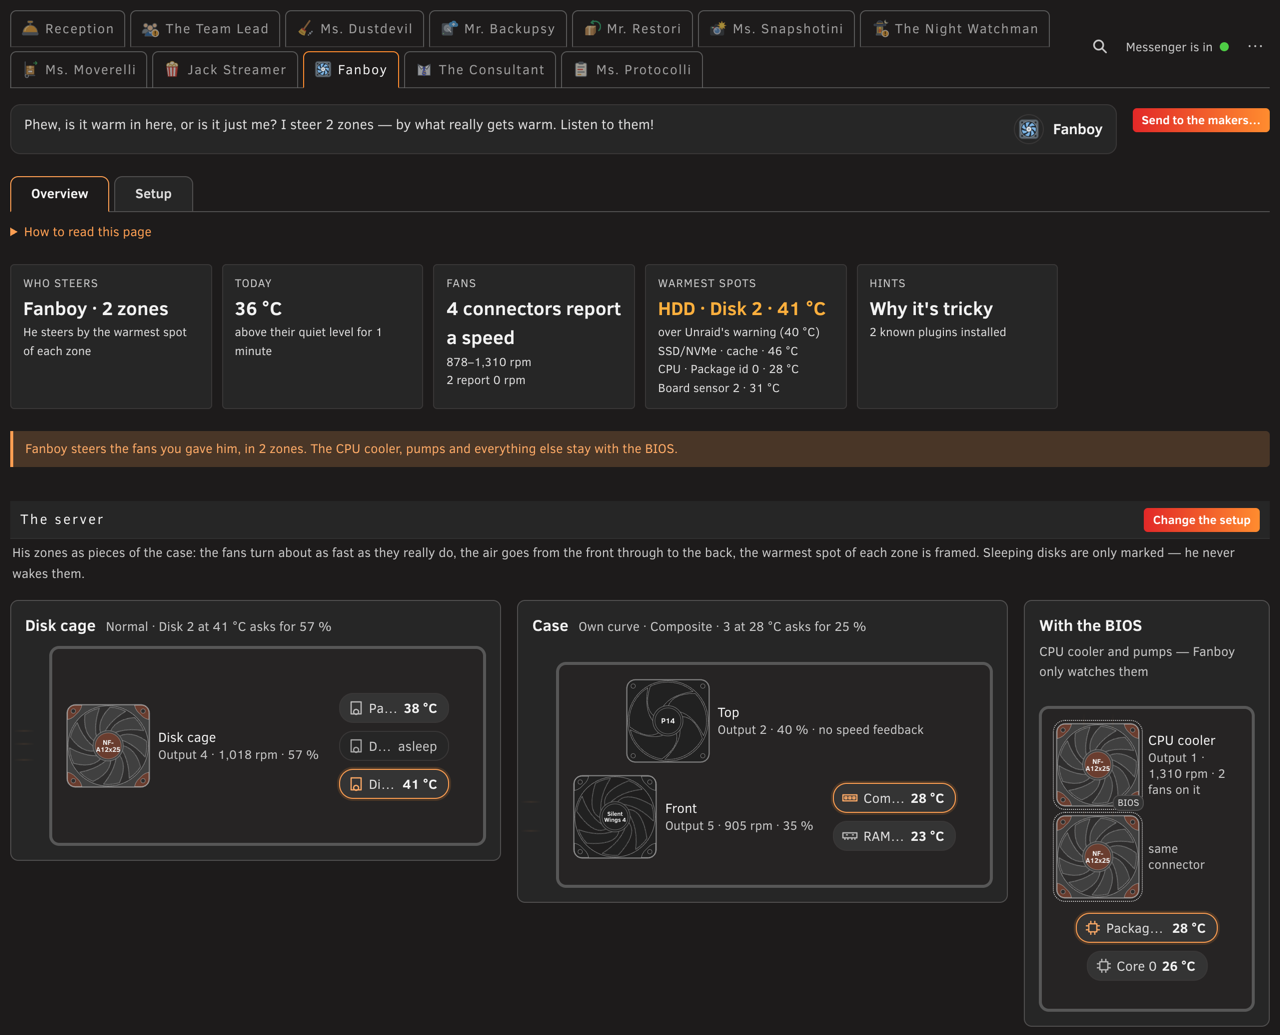 Reception
The Team Lead
Ms. Dustdevil
Mr. Backupsy
Mr. Restori
Ms. Snapshotini
The Night Watchman
Messenger is in
...
Ms. Moverelli
Jack Streamer
Fanboy
The Consultant
Ms. Protocolli
Phew, is it warm in here, or is it just me? I steer 2 zones — by what really gets warm. Listen to them!
Fanboy
Send to the makers...
Overview
Setup
How to read this page
WHO STEERS
Fanboy · 2 zones
He steers by the warmest spot
of each zone
TODAY
36 °C
above their quiet level for 1
minute
FANS
4 connectors report
a speed
878–1,310 rpm
2 report 0 rpm
WARMEST SPOTS
HDD · Disk 2 · 41 °C
over Unraid's warning (40 °C)
SSD/NVMe · cache · 46 °C
CPU · Package id 0 · 28 °C
Board sensor 2 · 31 °C
HINTS
Why it's tricky
2 known plugins installed
Fanboy steers the fans you gave him, in 2 zones. The CPU cooler, pumps and everything else stay with the BIOS.
The server
Change the setup
His zones as pieces of the case: the fans turn about as fast as they really do, the air goes from the front through to the back, the warmest spot of each zone is framed. Sleeping disks are only marked — he never
wakes them.
Disk cage Normal · Disk 2 at 41 °C asks for 57 %
NF-
A12x25
Disk cage
Output 4 · 1,018 rpm · 57 %
Pa... 38 °C
D... asleep
Di... 41 °C
Case Own curve · Composite · 3 at 28 °C asks for 25 %
P14
Top
Output 2 · 40 % · no speed feedback
Silent
Wings 4
Front
Output 5 · 905 rpm · 35 %
Com... 28 °C
RAM... 23 °C
With the BIOS
CPU cooler and pumps — Fanboy
only watches them
NF-
A12x25
BIOS
CPU cooler
Output 1 ·
1,310 rpm · 2
fans on it
NF-
A12x25
same
connector
Packag... 28 °C
Core 0 26 °C